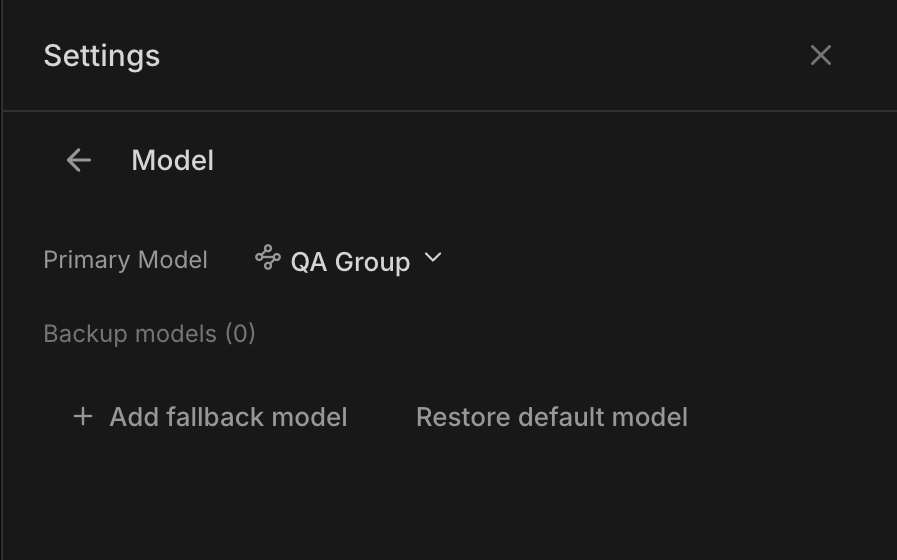 Settings
Model
Primary Model QA Group
Backup models (0)
Add fallback model Restore default model